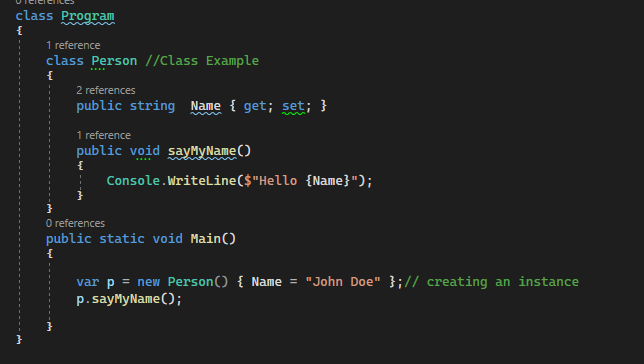 0 references
class Program
{
1 reference
class Person //Class Example
{
2 references
public string  Name { get; set; }
1 reference
public void sayMyName()
{
Console.WriteLine($"Hello {Name}");
}
}
0 references
public static void Main()
{
var p = new Person() { Name = "John Doe" };// creating an instance
p.sayMyName();
}
}